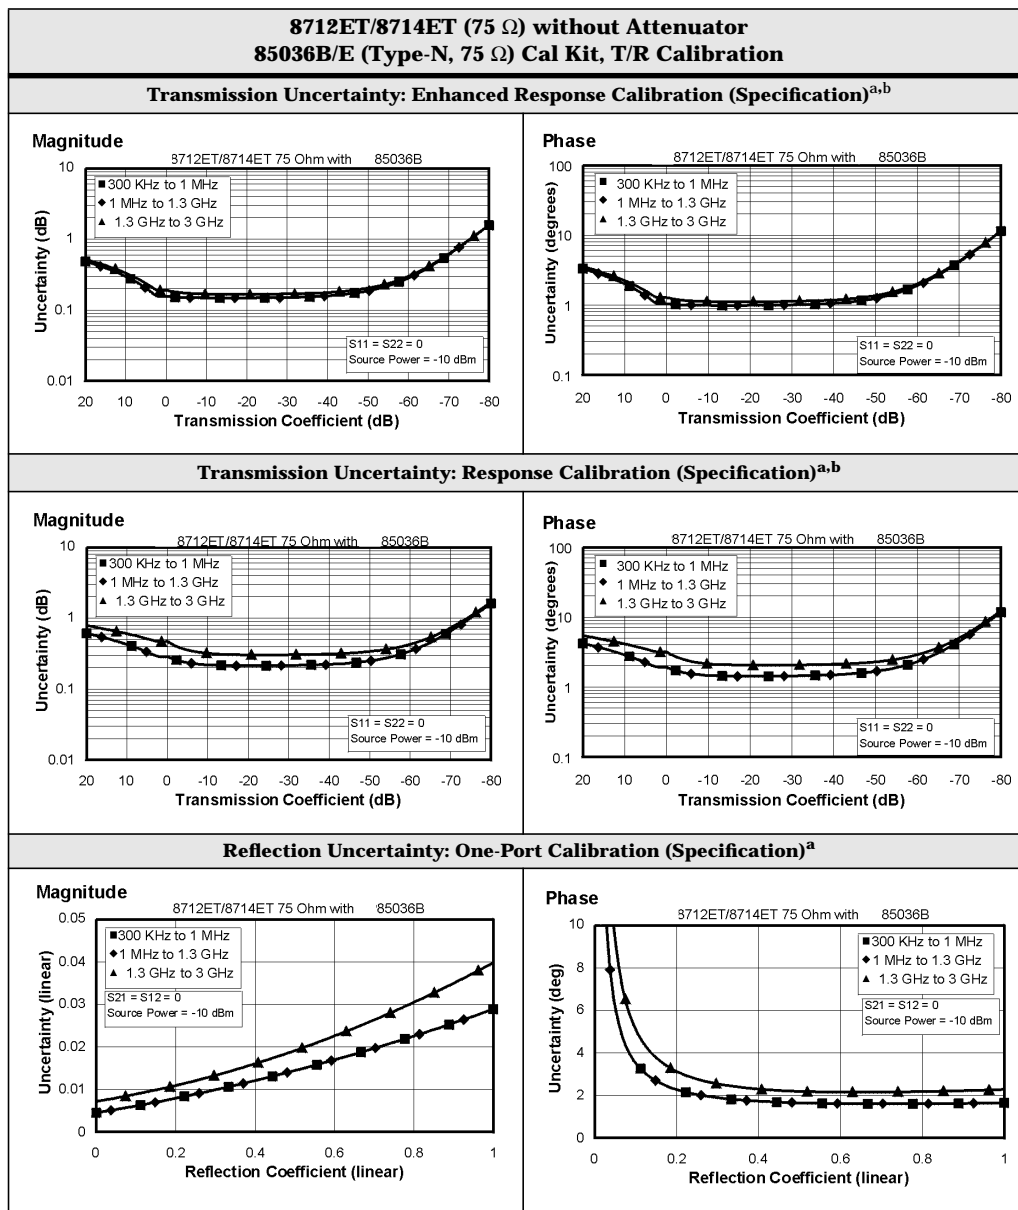 8712ET/8714ET (75 Ω) without Attenuator
85036B/E (Type-N, 75 Ω) Cal Kit, T/R Calibration
Transmission Uncertainty: Enhanced Response Calibration (Specification)a,b
Magnitude
8712ET/8714ET 75 Ohm with 85036B
10
1
0.1
0.01
Uncertainty (dB)
300 KHz to 1 MHz
1 MHz to 1.3 GHz
1.3 GHz to 3 GHz
S11 = S22 = 0
Source Power = -10 dBm
20 10 0 -10 -20 -30 -40 -50 -60 -70 -80
Transmission Coefficient (dB)
Phase
8712ET/8714ET 75 Ohm with 85036B
100
10
1
0.1
Uncertainty (degrees)
300 KHz to 1 MHz
1 MHz to 1.3 GHz
1.3 GHz to 3 GHz
S11 = S22 = 0
Source Power = -10 dBm
20 10 0 -10 -20 -30 -40 -50 -60 -70 -80
Transmission Coefficient (dB)
Transmission Uncertainty: Response Calibration (Specification)a,b
Magnitude
8712ET/8714ET 75 Ohm with 85036B
10
1
0.1
0.01
Uncertainty (dB)
300 KHz to 1 MHz
1 MHz to 1.3 GHz
1.3 GHz to 3 GHz
S11 = S22 = 0
Source Power = -10 dBm
20 10 0 -10 -20 -30 -40 -50 -60 -70 -80
Transmission Coefficient (dB)
Phase
8712ET/8714ET 75 Ohm with 85036B
100
10
1
0.1
Uncertainty (degrees)
300 KHz to 1 MHz
1 MHz to 1.3 GHz
1.3 GHz to 3 GHz
S11 = S22 = 0
Source Power = -10 dBm
20 10 0 -10 -20 -30 -40 -50 -60 -70 -80
Transmission Coefficient (dB)
Reflection Uncertainty: One-Port Calibration (Specification)a
Magnitude
8712ET/8714ET 75 Ohm with 85036B
0.05
0.04
0.03
0.02
0.01
0
Uncertainty (linear)
300 KHz to 1 MHz
1 MHz to 1.3 GHz
1.3 GHz to 3 GHz
S21 = S12 = 0
Source Power = -10 dBm
0 0.2 0.4 0.6 0.8 1
Reflection Coefficient (linear)
Phase
8712ET/8714ET 75 Ohm with 85036B
10
8
6
4
2
0
Uncertainty (deg)
300 KHz to 1 MHz
1 MHz to 1.3 GHz
1.3 GHz to 3 GHz
S21 = S12 = 0
Source Power = -10 dBm
0 0.2 0.4 0.6 0.8 1
Reflection Coefficient (linear)